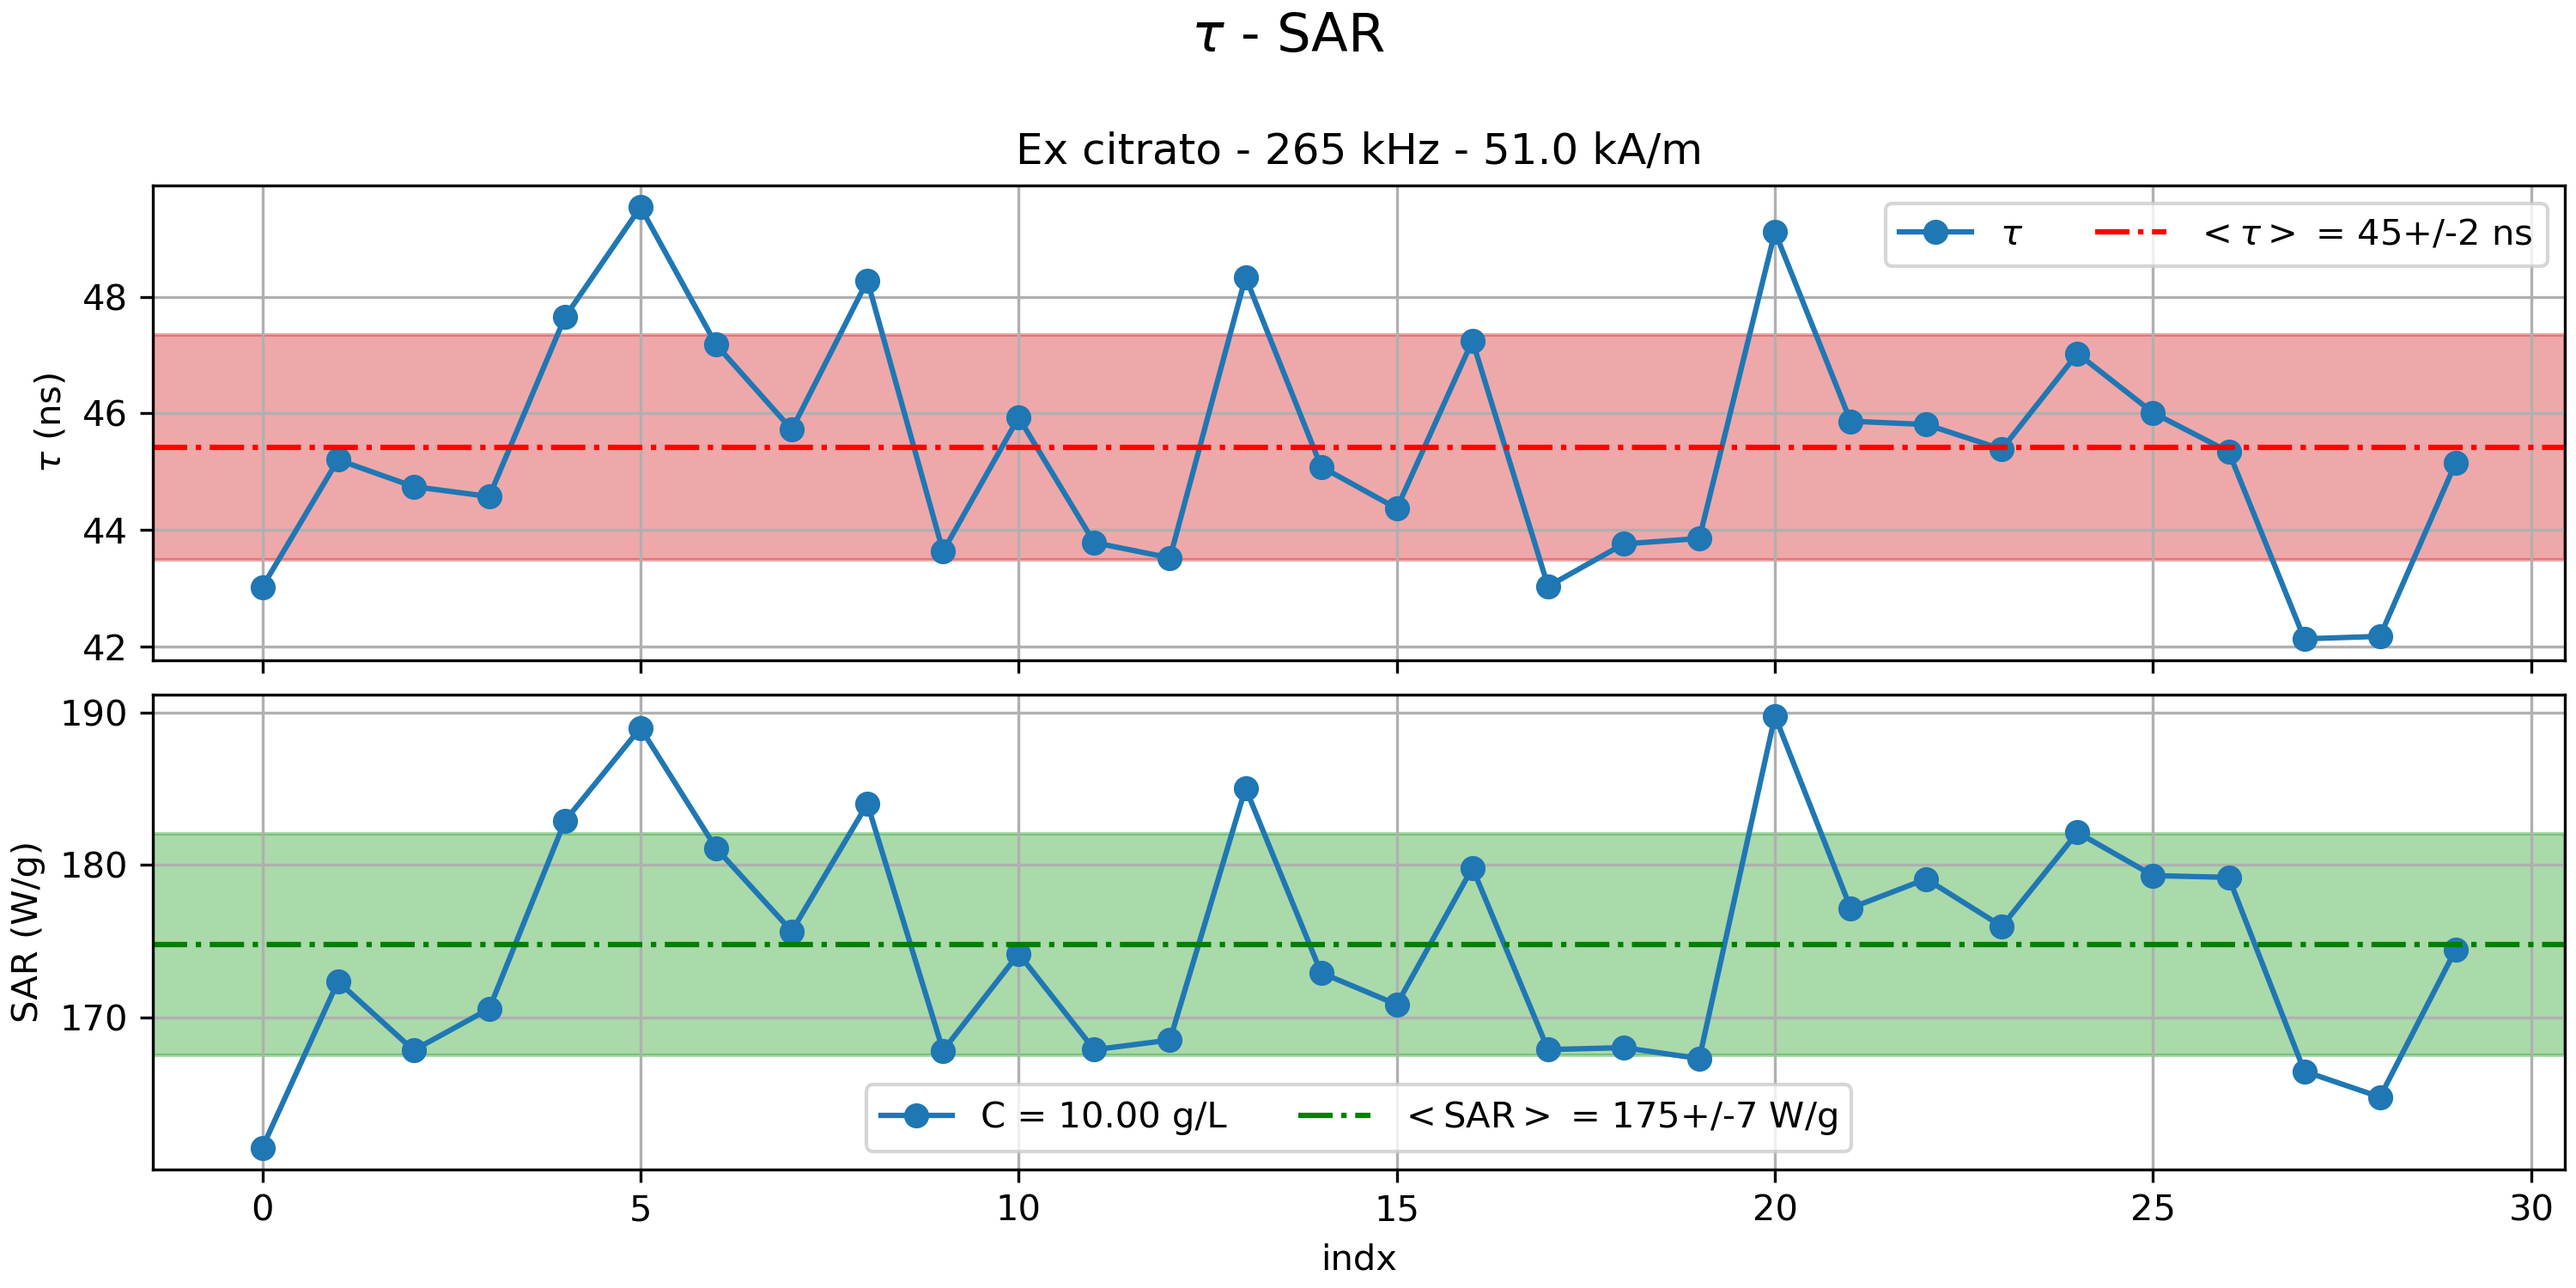 τ - SAR
Ex citrato - 265 kHz - 51.0 kA/m
τ <τ> = 45+/-2 ns
τ (ns)
48
46
44
42
SAR (W/g)
190
180
170
C = 10.00 g/L <SAR> = 175+/-7 W/g
0 5 10 15 20 25 30
indx